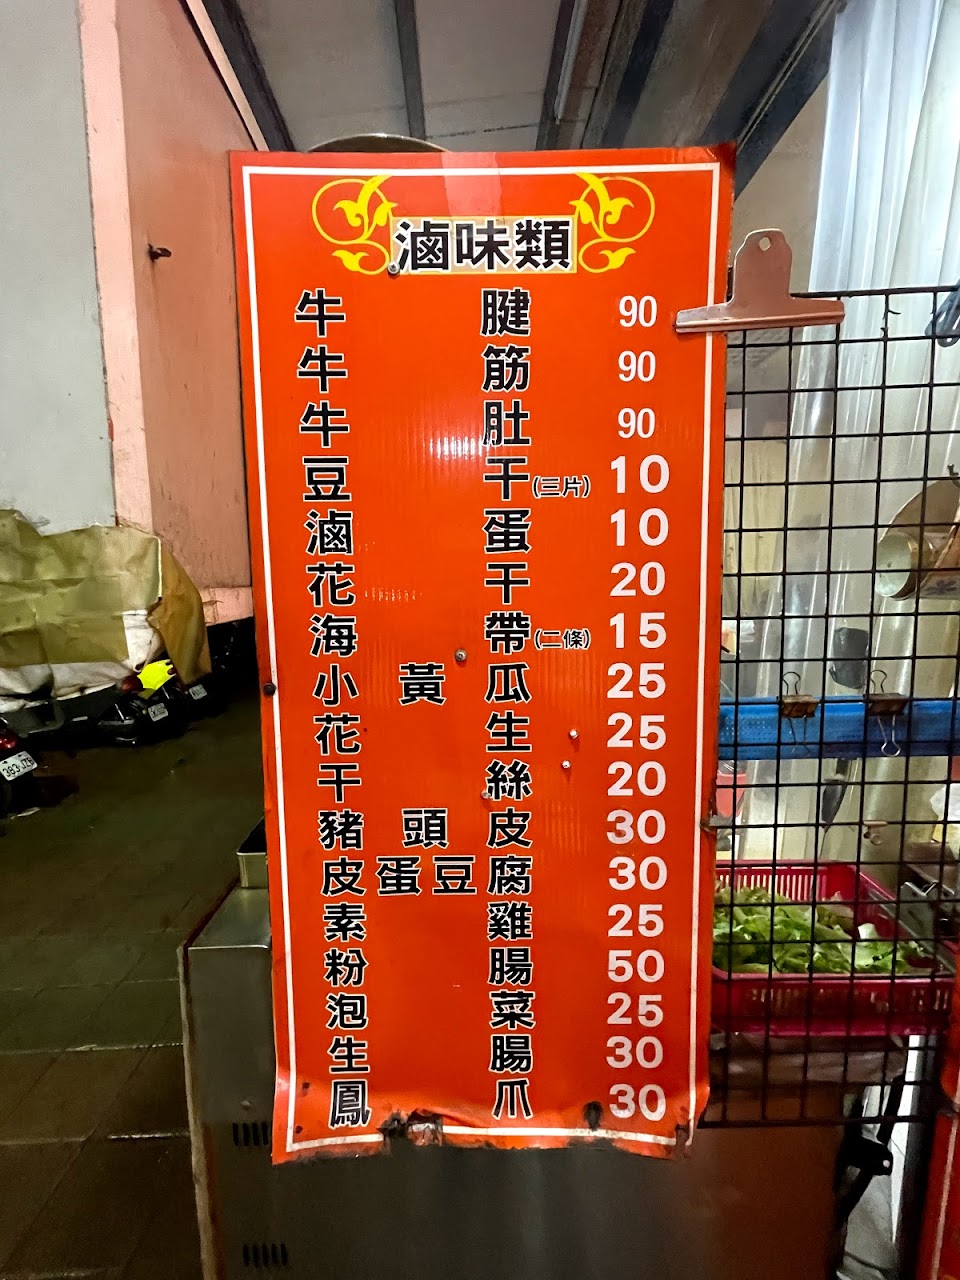 滷味類
牛腱 90
牛筋 90
牛肚 90
豆干(三片) 10
滷蛋 10
花干 20
海帶(二條) 15
小黃瓜 25
花生 25
干絲 20
豬頭皮 30
皮蛋豆腐 30
素雞 25
粉腸 50
泡菜 25
生腸 30
鳳爪 30